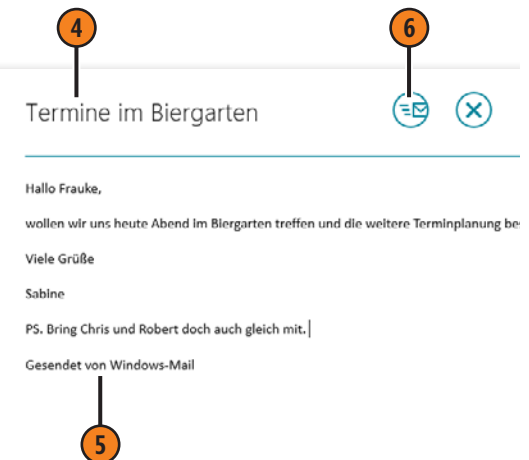 4
6
Termine im Biergarten
Hallo Frauke,
wollen wir uns heute Abend im Biergarten treffen und die weitere Terminplanung
Viele Grüße
Sabine
PS. Bring Chris und Robert doch auch gleich mit.
Gesendet von Windows-Mail
5